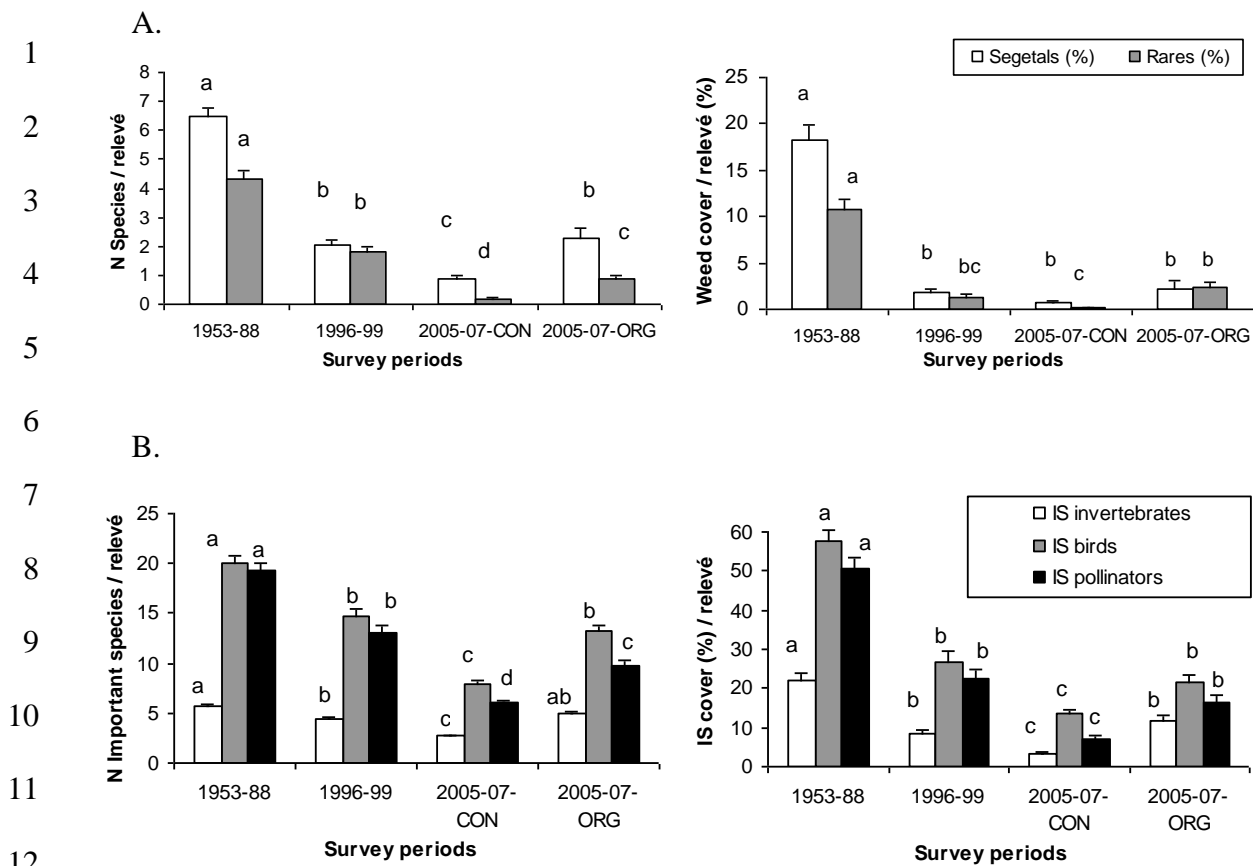 A.
1
2
3
4
5
6
7
8
9
10
11
12
Segetals (%) Rares (%)
N Species / relevé
8
7
6
5
4
3
2
1
0
a
a
b b
c
d
b
c
1953-88 1996-99 2005-07-CON 2005-07-ORG
Survey periods
Weed cover / relevé (%)
25
20
15
10
5
0
a
a
b bc
b c
b b
1953-88 1996-99 2005-07-CON 2005-07-ORG
Survey periods
B.
N Important species / relevé
25
20
15
10
5
0
a a
a
b b
b
c
d
c
b
c
ab
1953-88 1996-99 2005-07-CON 2005-07-ORG
Survey periods
IS invertebrates
IS birds
IS pollinators
IS cover (%) / relevé
60
50
40
30
20
10
0
a
a
a
b b
b
c c
c
b b
b
1953-88 1996-99 2005-07-CON 2005-07-ORG
Survey periods